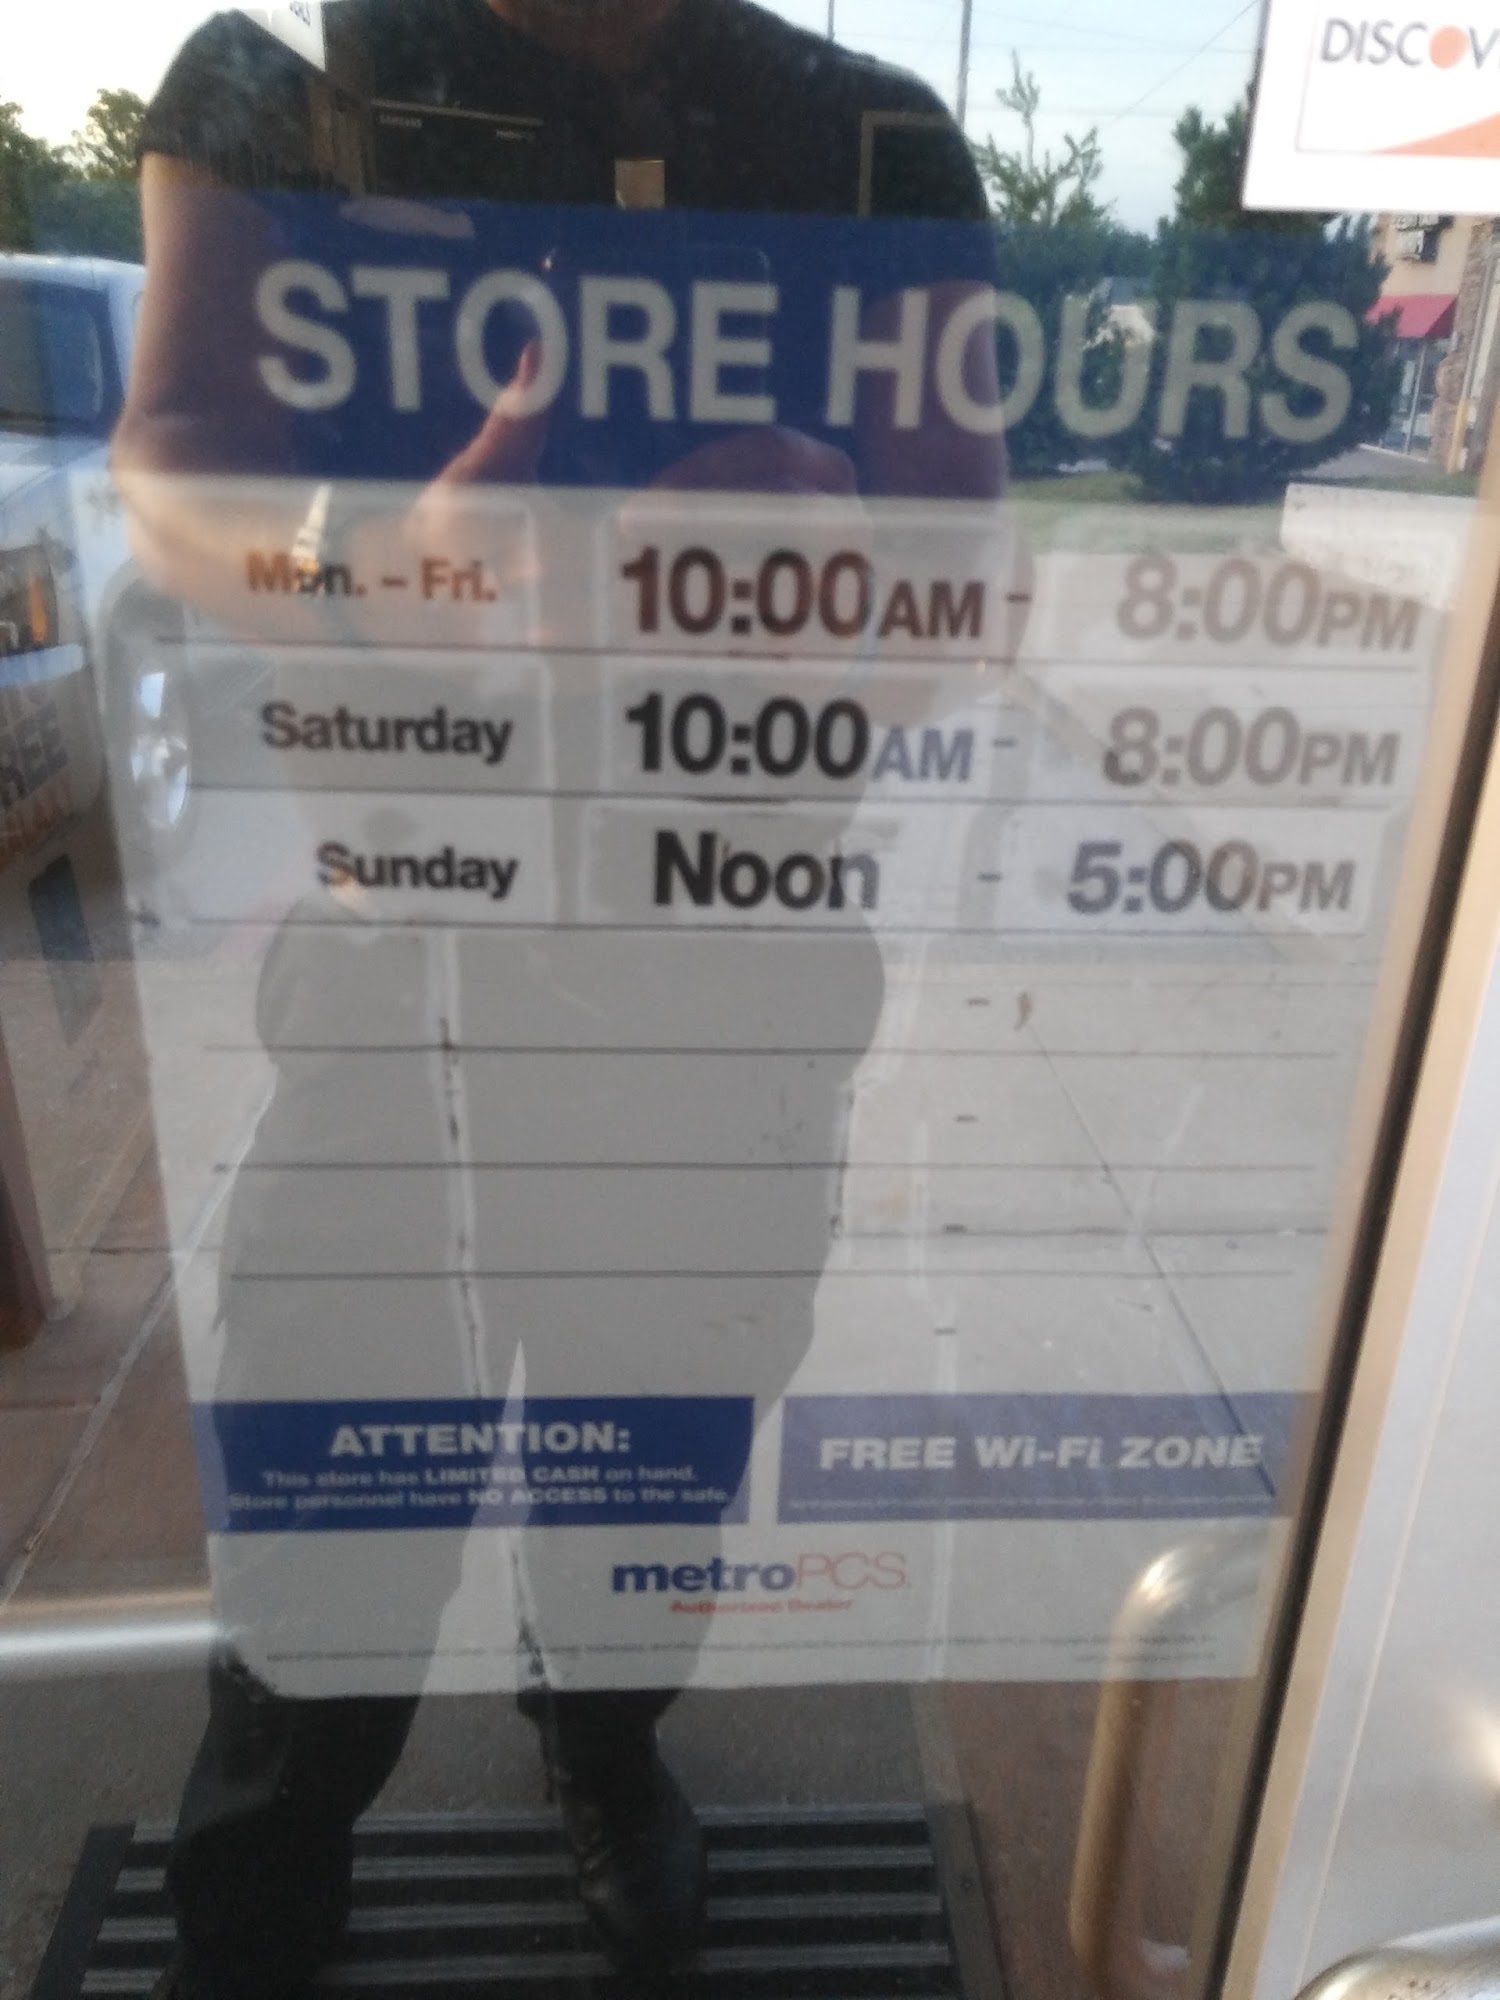 DISCOV
STORE HOURS
Mon. - Fri. 10:00AM - 8:00PM
Saturday 10:00AM - 8:00PM
Sunday Noon - 5:00PM
ATTENTION:
This store has LIMITED CASH on hand.
Store personnel have NO ACCESS to the safe.
FREE Wi-Fi ZONE
metroPCS
Authorized Dealer